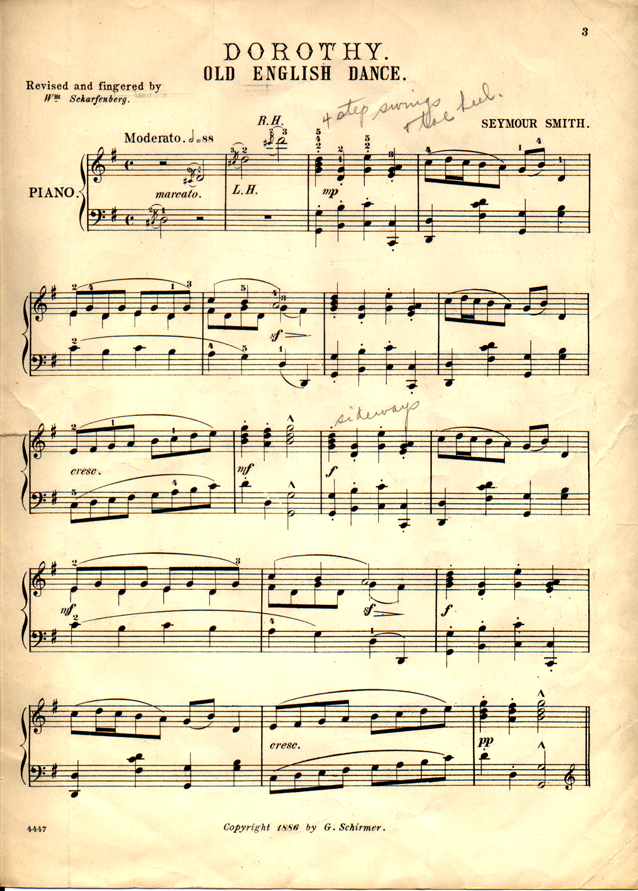 3
DOROTHY.
OLD ENGLISH DANCE.
Revised and fingered by
Wm Scharfenberg.
4 step swings
& toe heel.
SEYMOUR SMITH.
Moderato. 𝅗𝅥=88
R.H.
PIANO.
marcato.
L.H.
mp
sf
sideways
cresc.
mf
f
mf
sf
f
cresc.
pp
4447
Copyright 1886 by G. Schirmer.